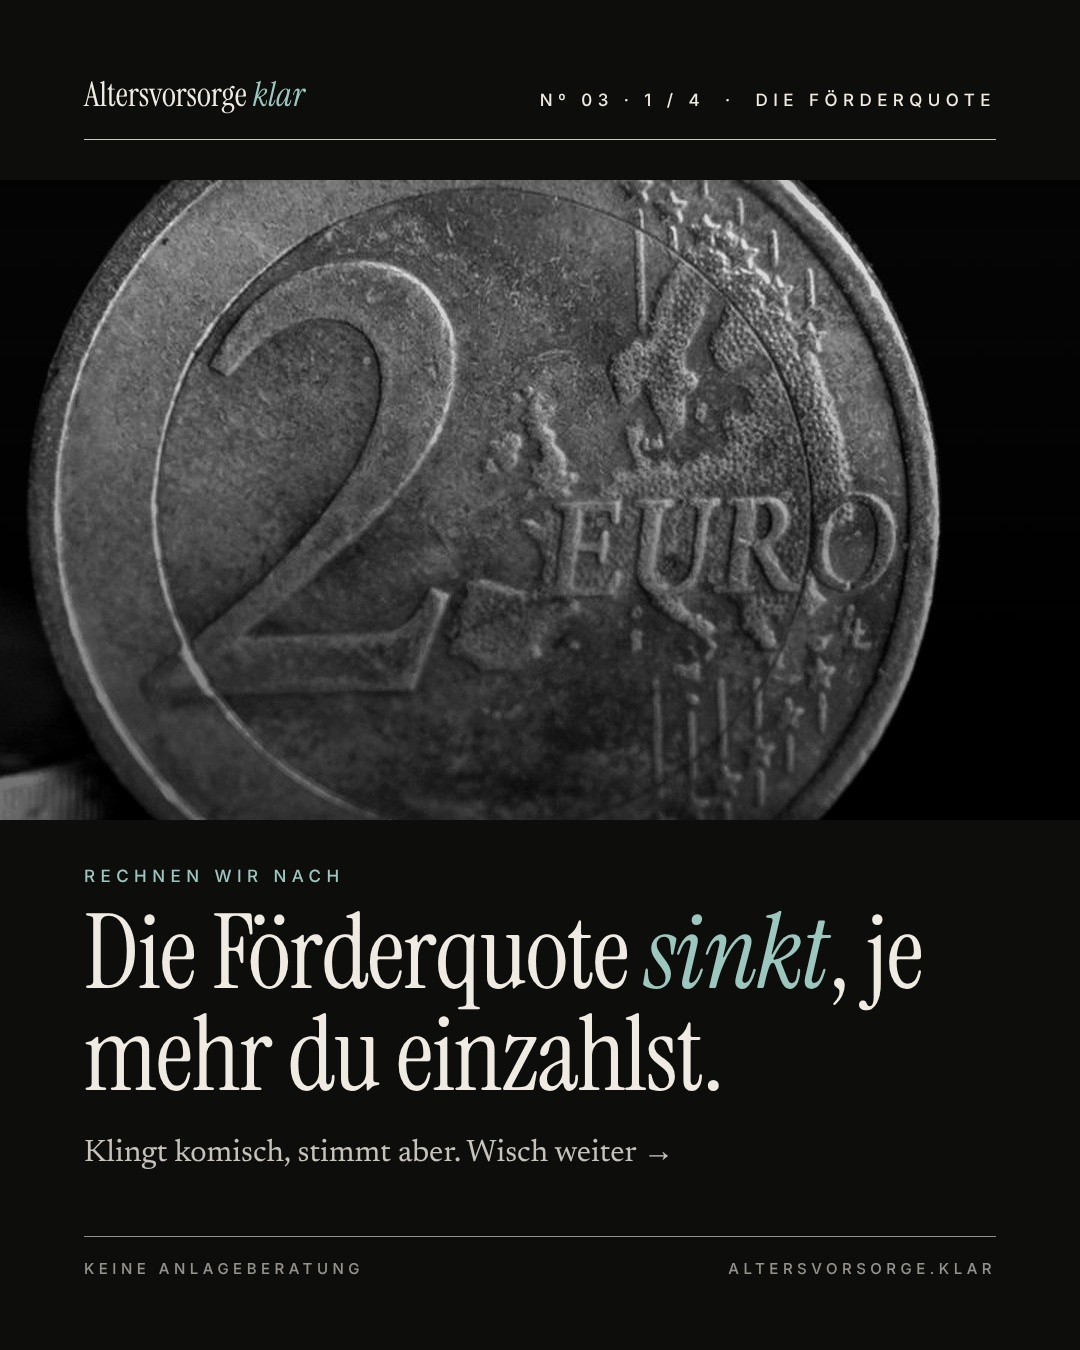 Altersvorsorge klar
Nº 03 · 1 / 4 · DIE FÖRDERQUOTE
2
EURO
RECHNEN WIR NACH
Die Förderquote sinkt, je
mehr du einzahlst.
Klingt komisch, stimmt aber. Wisch weiter →
KEINE ANLAGEBERATUNG
ALTERSVORSORGE.KLAR